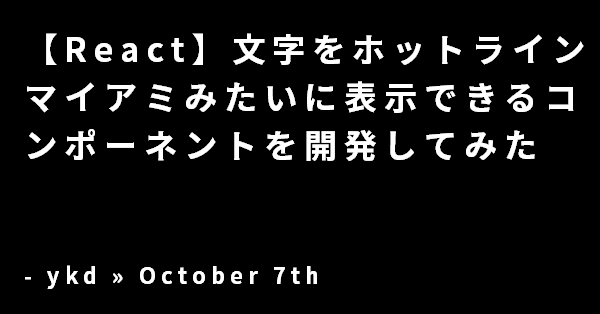 【React】文字をホットライン
マイアミみたいに表示できるコ
ンポーネントを開発してみた
- ykd » October 7th